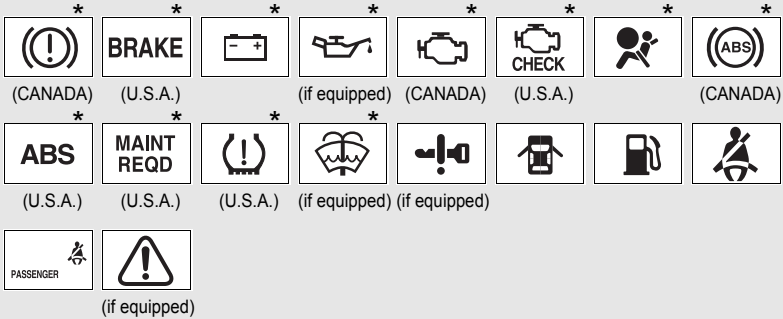 * * * * * * * *
BRAKE - + CHECK (ABS)
(CANADA) (U.S.A.) (if equipped) (CANADA) (U.S.A.) (CANADA)
* * * *
ABS MAINT REQD (!)
(U.S.A.) (U.S.A.) (U.S.A.) (if equipped) (if equipped)
PASSENGER
(if equipped)